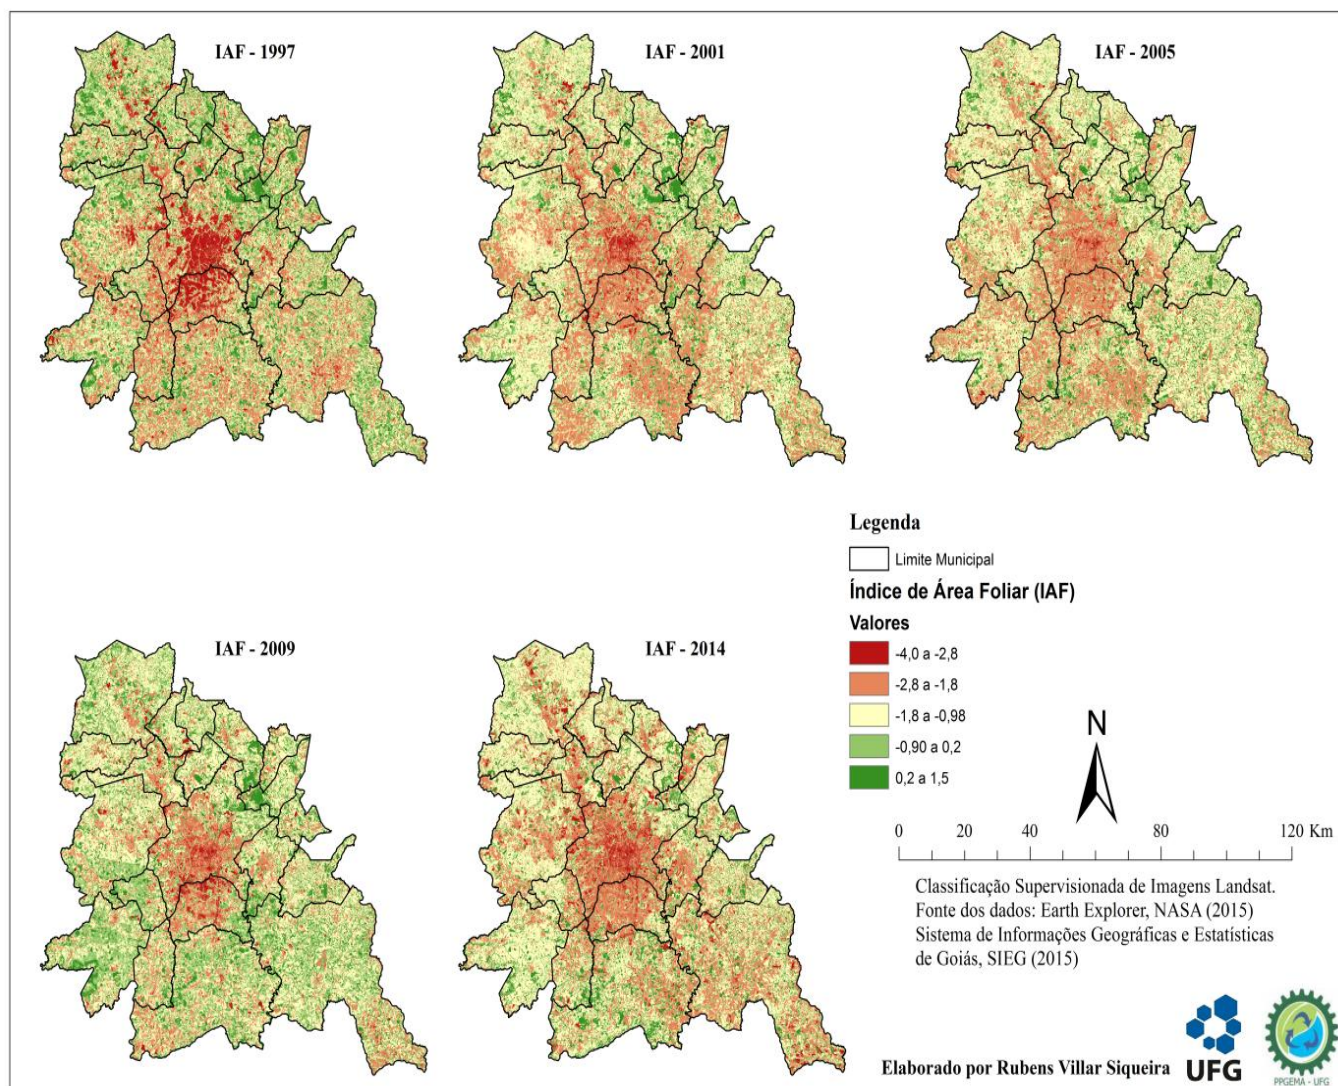 IAF - 1997
IAF - 2001
IAF - 2005
IAF - 2009
IAF - 2014
Legenda
Limite Municipal
Índice de Área Foliar (IAF)
Valores
-4,0 a -2,8
-2,8 a -1,8
-1,8 a -0,98
-0,90 a 0,2
0,2 a 1,5
N
0 20 40 80 120 Km
Classificação Supervisionada de Imagens Landsat.
Fonte dos dados: Earth Explorer, NASA (2015)
Sistema de Informações Geográficas e Estatísticas
de Goiás, SIEG (2015)
Elaborado por Rubens Villar Siqueira
UFG
PPGEMA - UFG